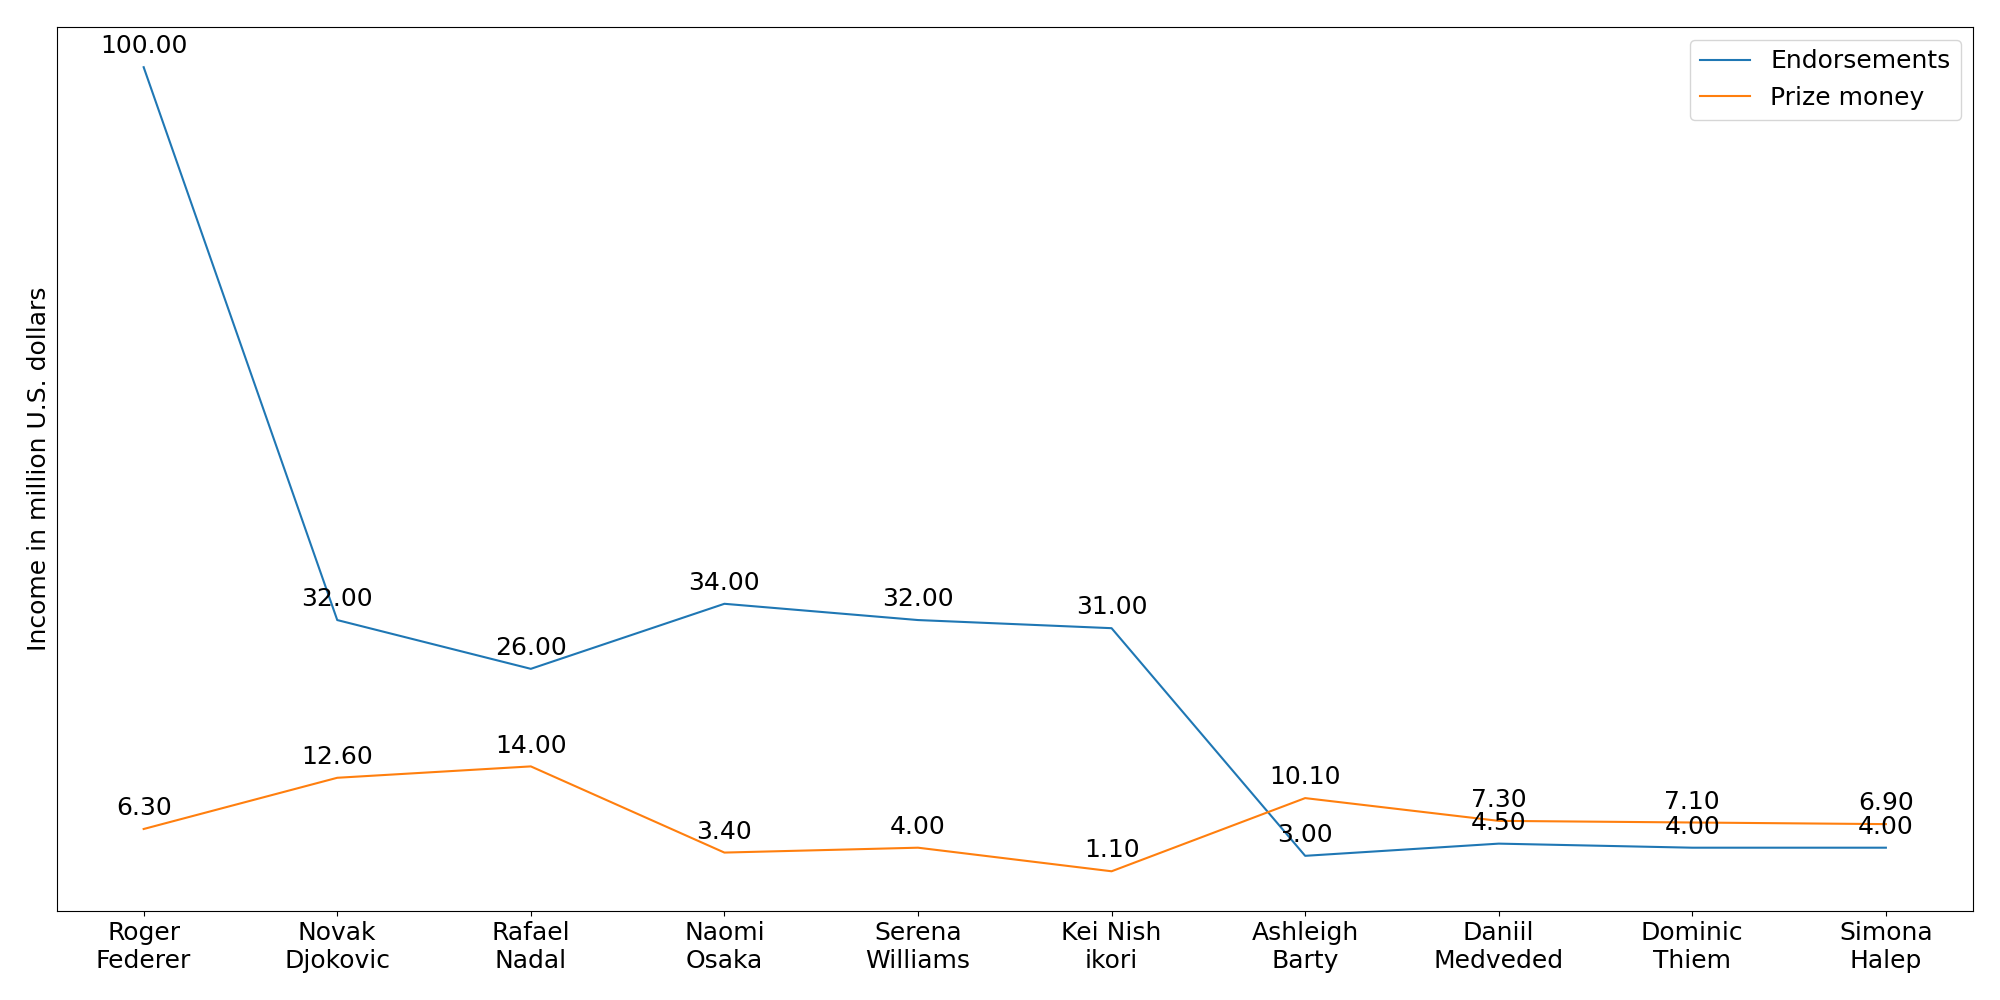 100.00
Endorsements
Prize money
Income in million U.S. dollars
32.00
26.00
34.00
32.00
31.00
3.00
4.50
4.00
4.00
6.30
12.60
14.00
3.40
4.00
1.10
10.10
7.30
7.10
6.90
Roger
Federer
Novak
Djokovic
Rafael
Nadal
Naomi
Osaka
Serena
Williams
Kei Nish
ikori
Ashleigh
Barty
Daniil
Medveded
Dominic
Thiem
Simona
Halep